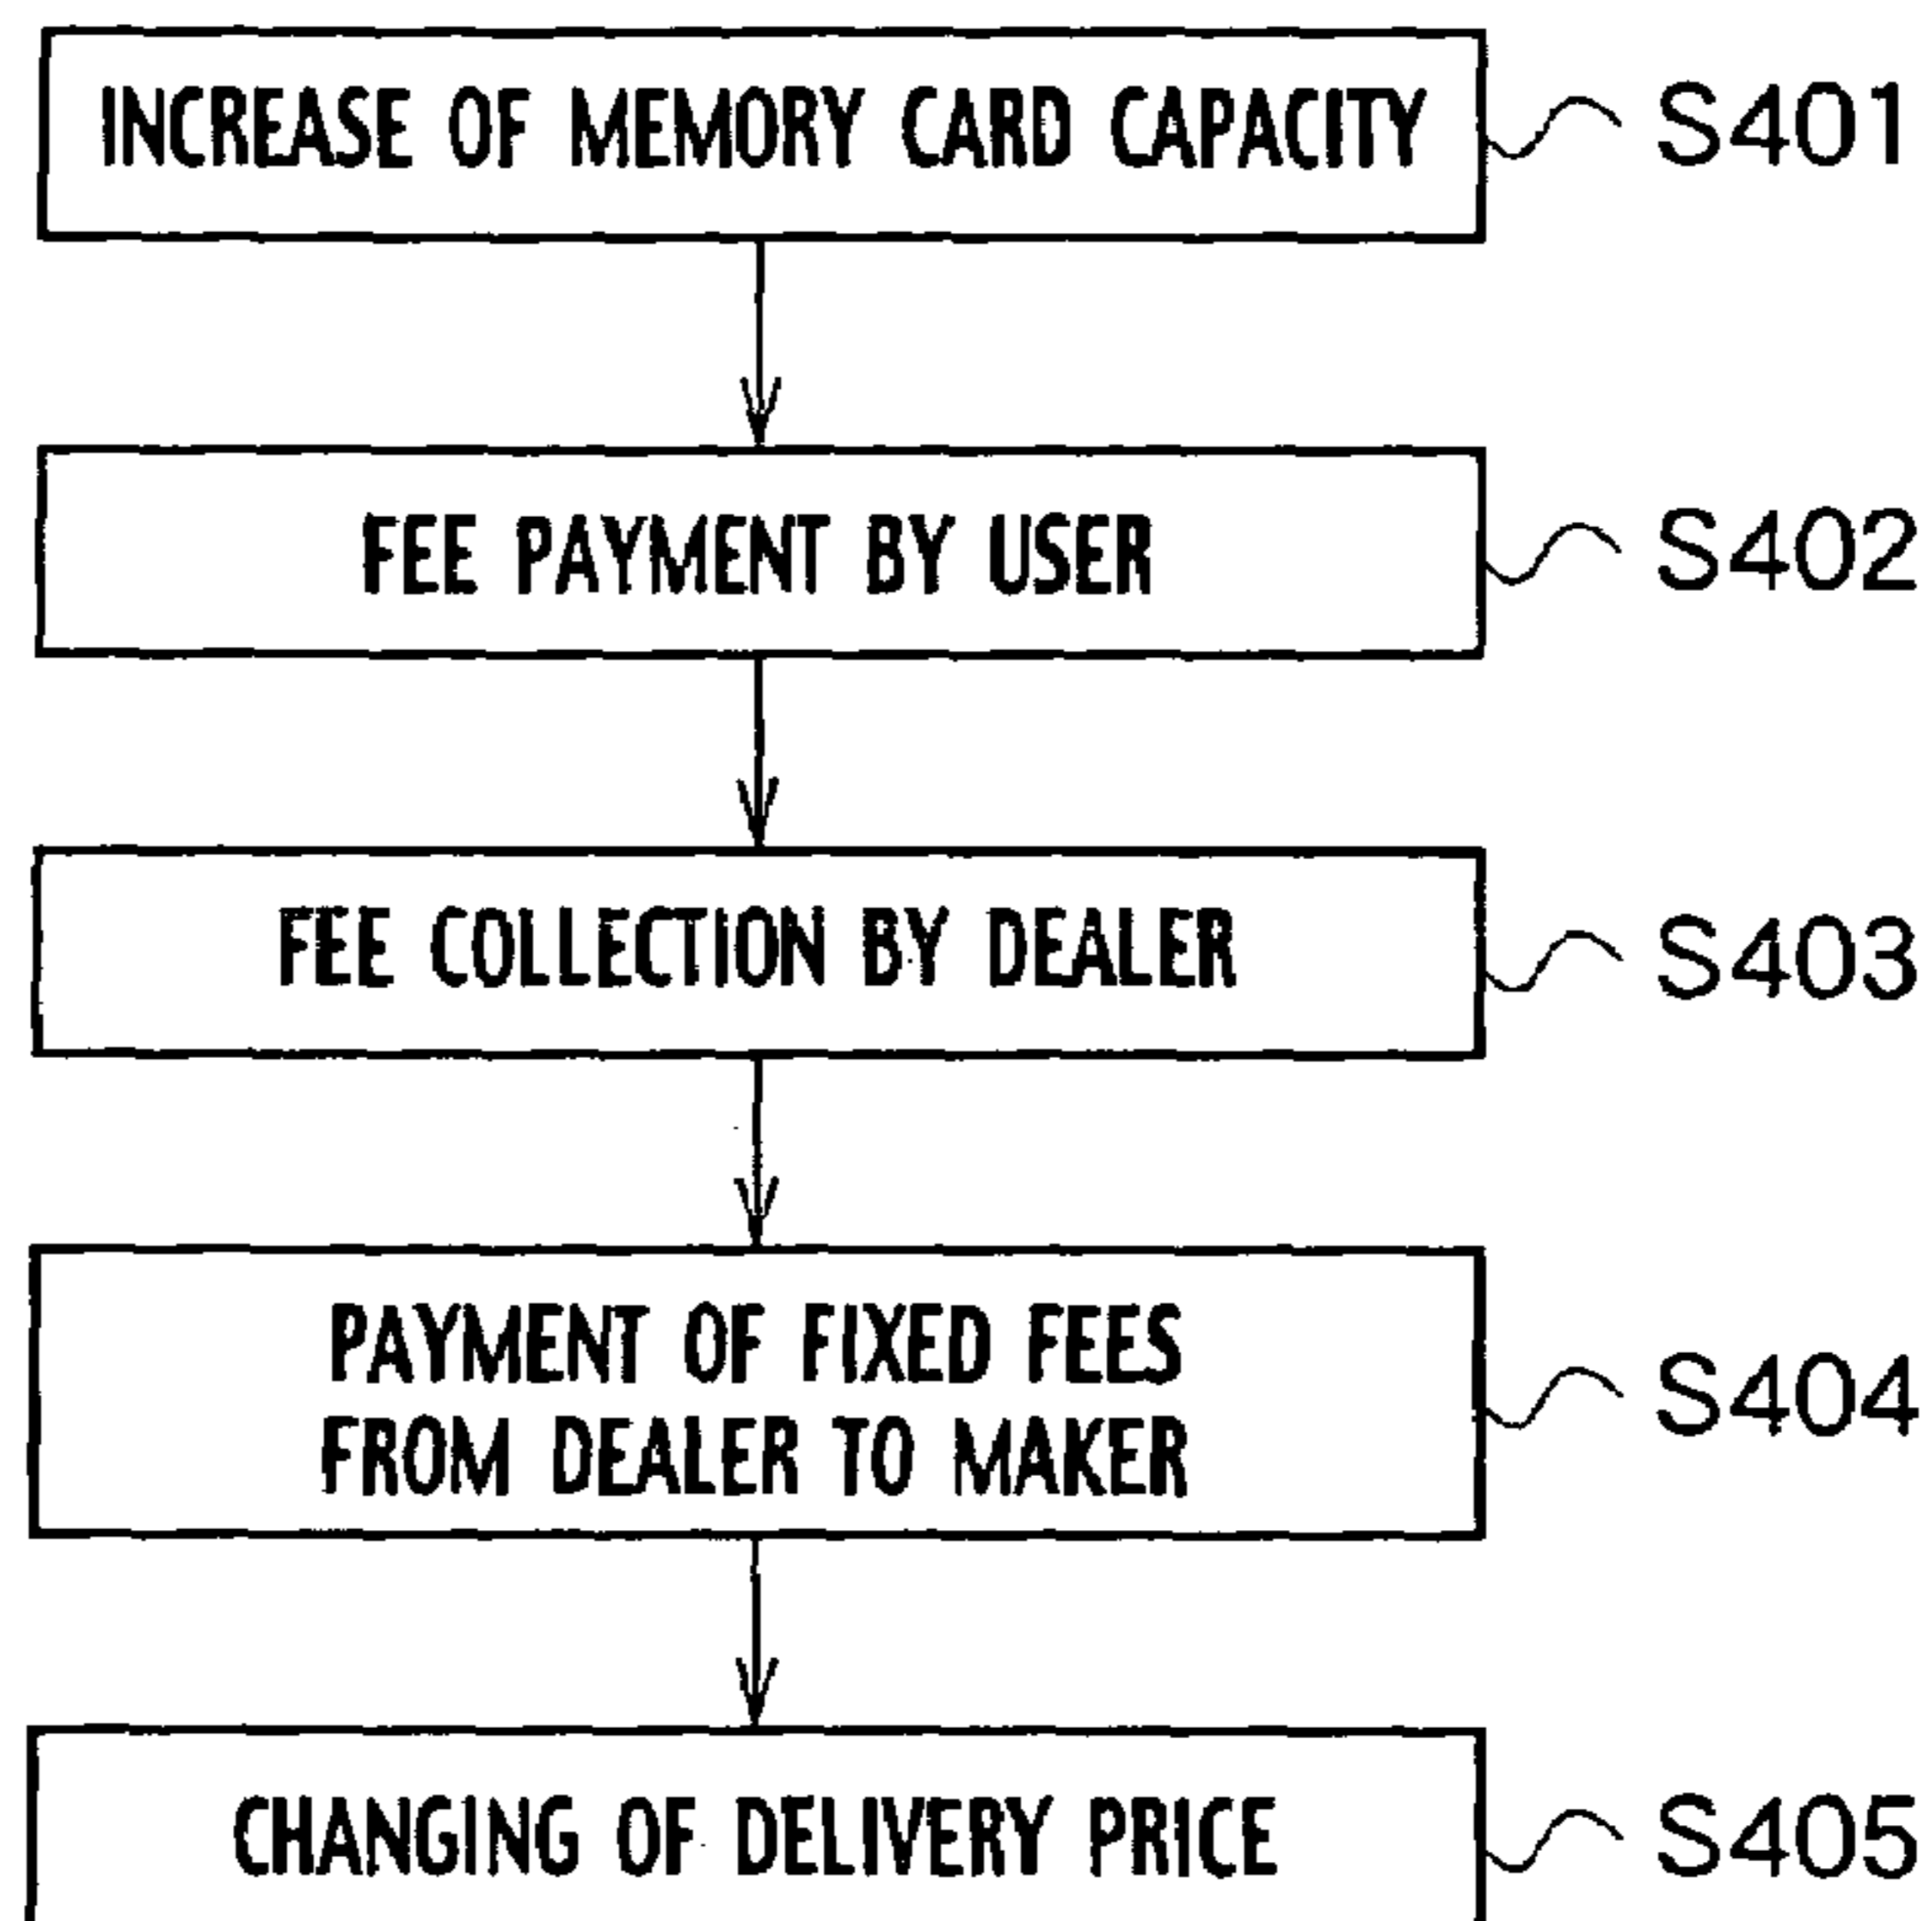 INCREASE OF MEMORY CARD CAPACITY S401
FEE PAYMENT BY USER S402
FEE COLLECTION BY DEALER S403
PAYMENT OF FIXED FEES
FROM DEALER TO MAKER S404
CHANGING OF DELIVERY PRICE S405